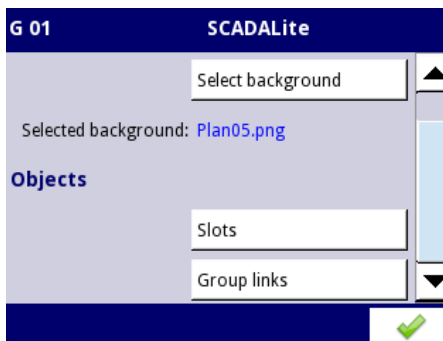 G 01 SCADALite
Select background
Selected background: Plan05.png
Objects
Slots
Group links